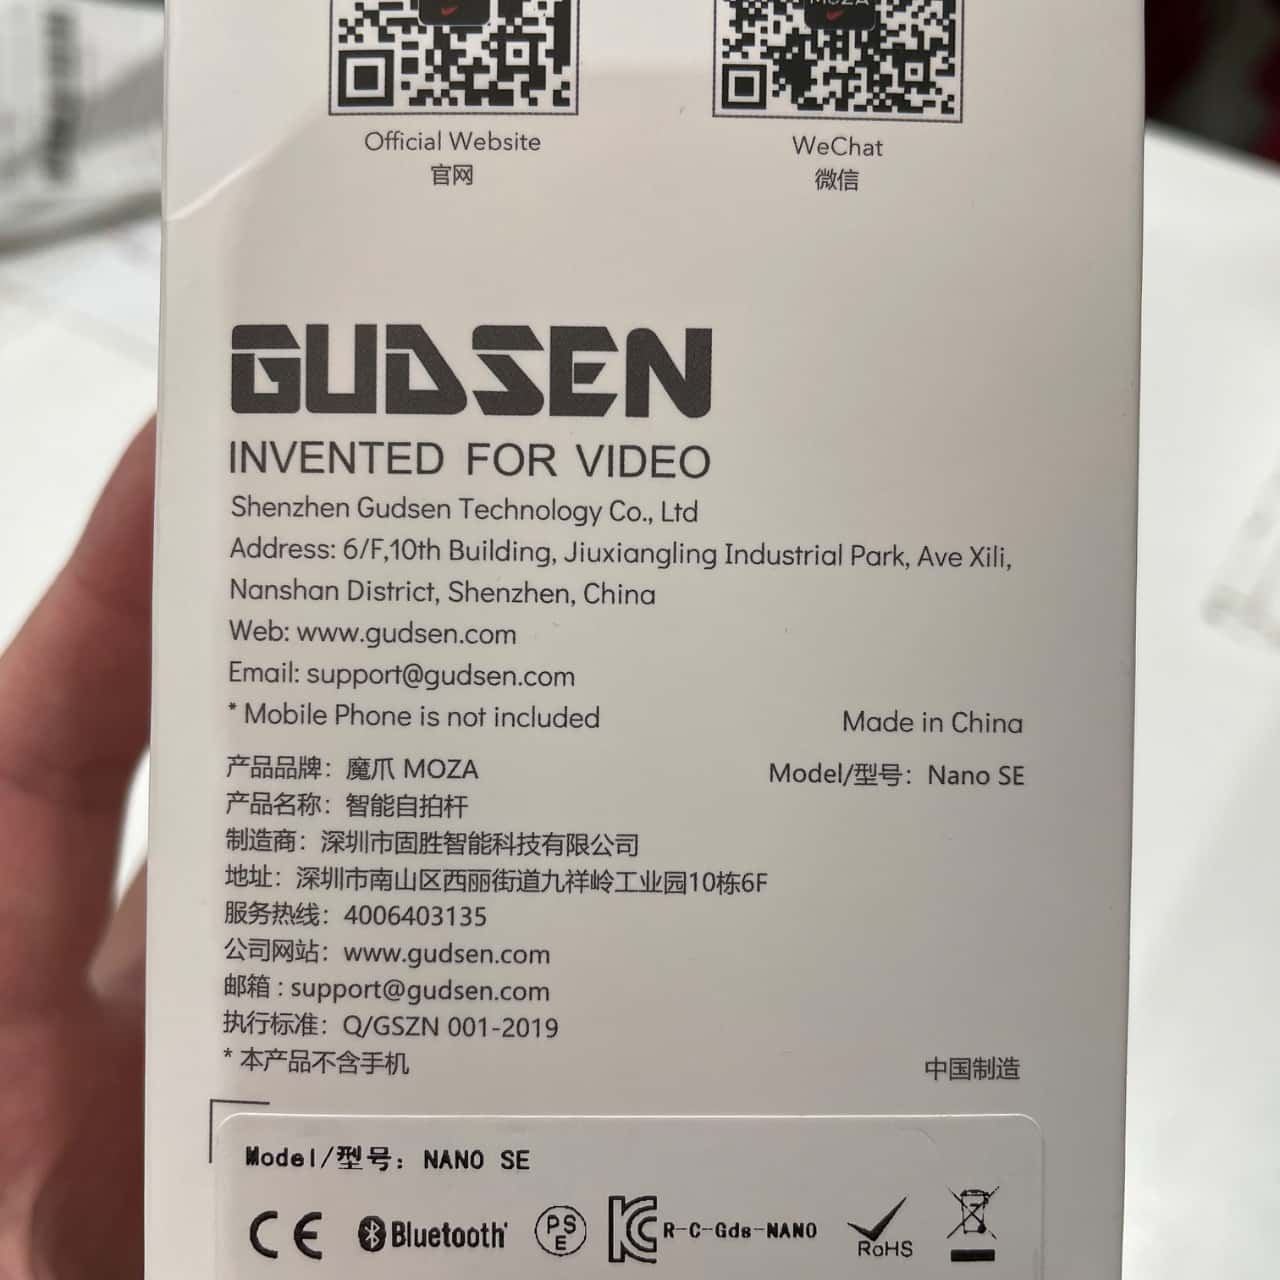 MOZA
Official Website
官网
WeChat
微信
GUDSEN
INVENTED FOR VIDEO
Shenzhen Gudsen Technology Co., Ltd
Address: 6/F,10th Building, Jiuxiangling Industrial Park, Ave Xili,
Nanshan District, Shenzhen, China
Web: www.gudsen.com
Email: support@gudsen.com
* Mobile Phone is not included
Made in China
产品品牌：魔爪 MOZA
Model/型号：Nano SE
产品名称：智能自拍杆
制造商：深圳市固胜智能科技有限公司
地址：深圳市南山区西丽街道九祥岭工业园10栋6F
服务热线：4006403135
公司网站：www.gudsen.com
邮箱 : support@gudsen.com
执行标准：Q/GSZN 001-2019
* 本产品不含手机
中国制造
Model/型号：NANO SE
CE Bluetooth PSE KC R-C-Gds-NANO RoHS